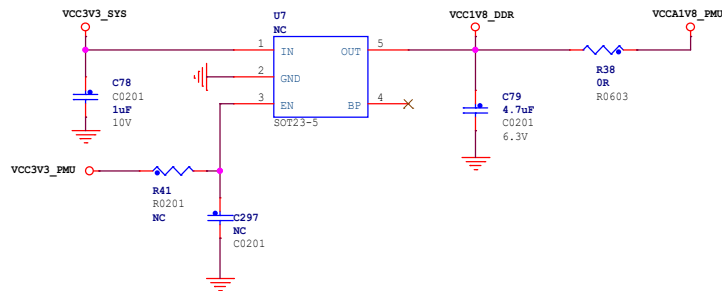 VCC3V3_SYS
U7
NC
VCC1V8_DDR
VCCA1V8_PMU
1
IN
OUT
5
2
GND
C78
C0201
1uF
10V
3
EN
BP
4
SOT23-5
C79
4.7uF
C0201
6.3V
R38
0R
R0603
VCC3V3_PMU
R41
R0201
NC
C297
NC
C0201